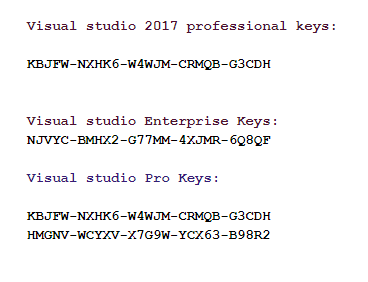 Visual studio 2017 professional keys:
KBJFW-NXHK6-W4WJM-CRMQB-G3CDH
Visual studio Enterprise Keys:
NJVYC-BMHX2-G77MM-4XJMR-6Q8QF
Visual studio Pro Keys:
KBJFW-NXHK6-W4WJM-CRMQB-G3CDH
HMGNV-WCYXV-X7G9W-YCX63-B98R2